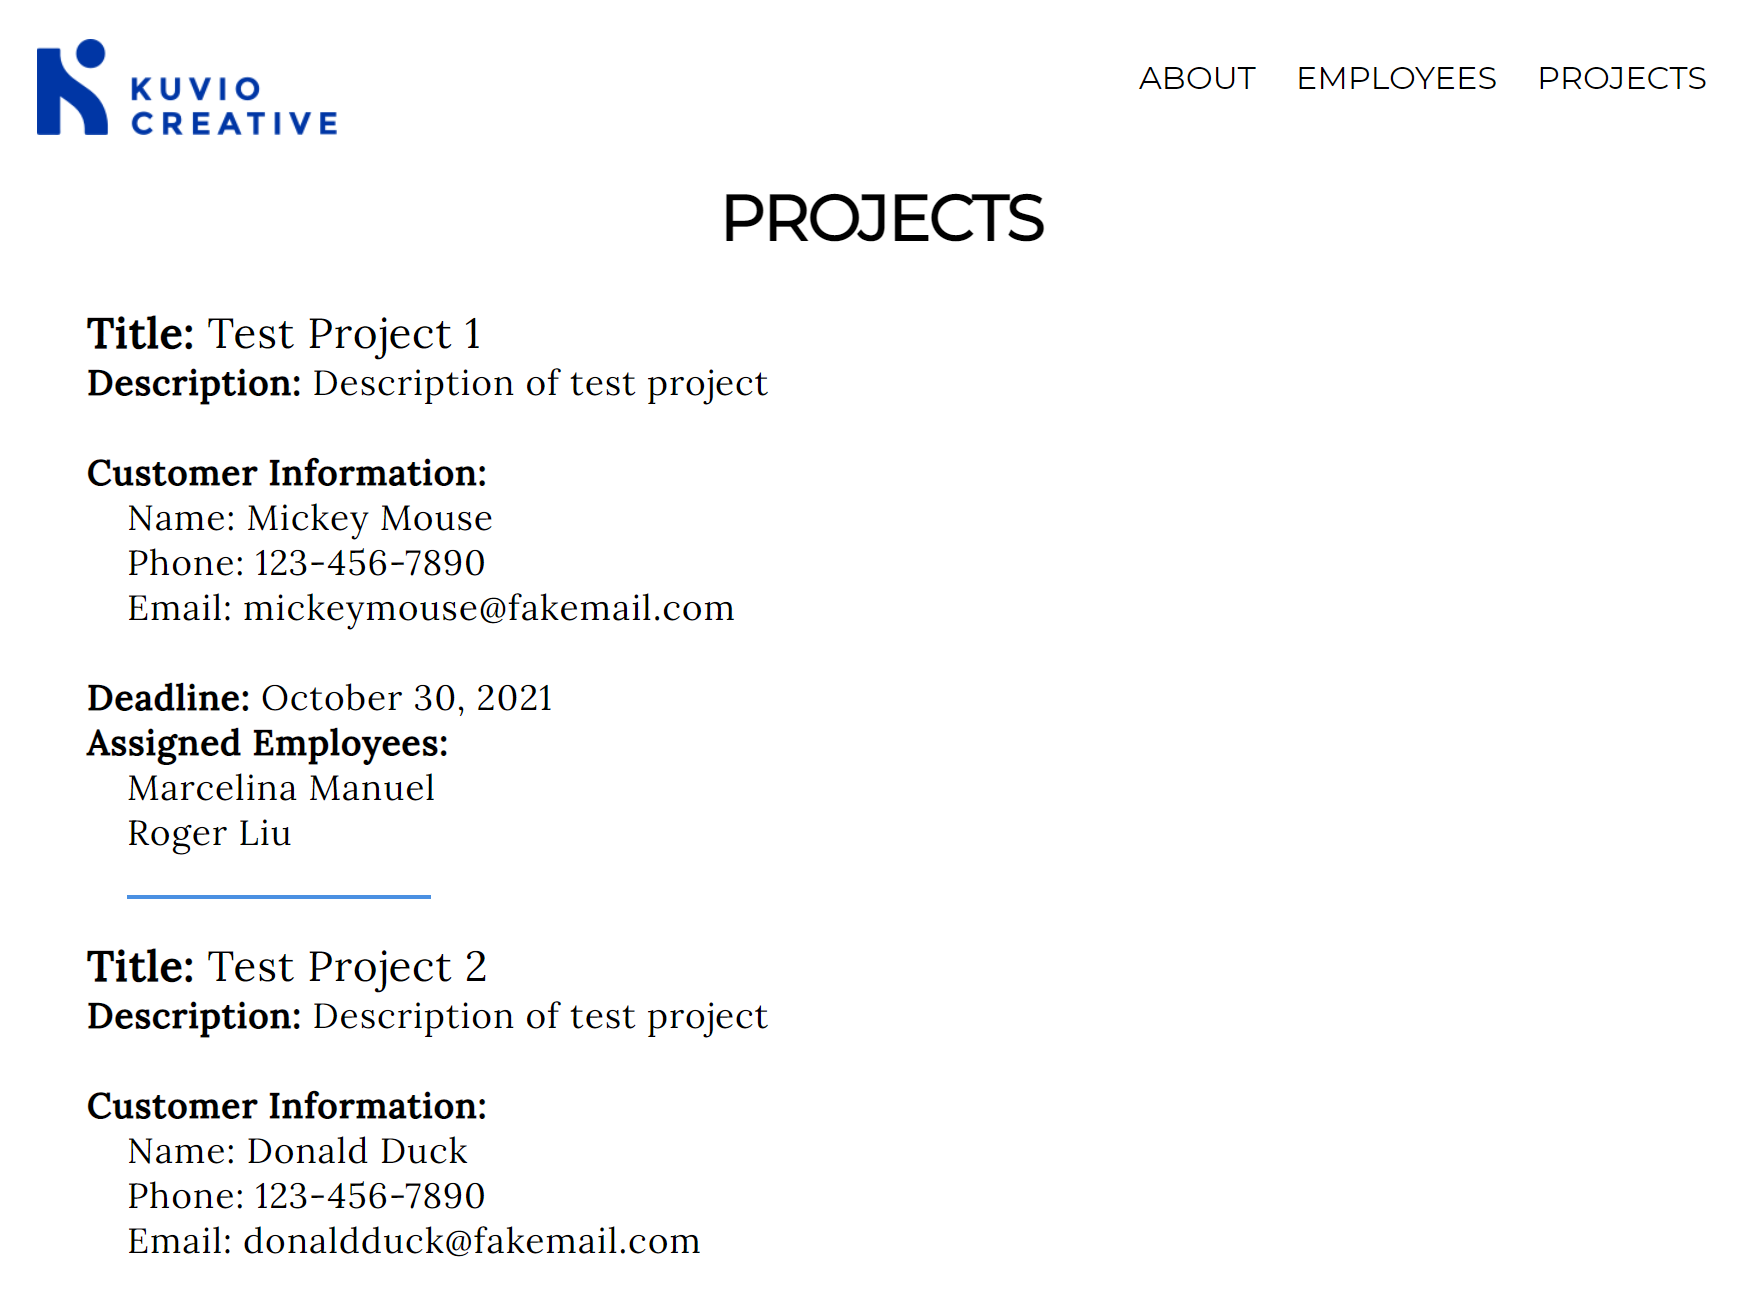 KUVIO
CREATIVE
ABOUT EMPLOYEES PROJECTS
PROJECTS
Title: Test Project 1
Description: Description of test project
Customer Information:
Name: Mickey Mouse
Phone: 123-456-7890
Email: mickeymouse@fakemail.com
Deadline: October 30, 2021
Assigned Employees:
Marcelina Manuel
Roger Liu
Title: Test Project 2
Description: Description of test project
Customer Information:
Name: Donald Duck
Phone: 123-456-7890
Email: donaldduck@fakemail.com